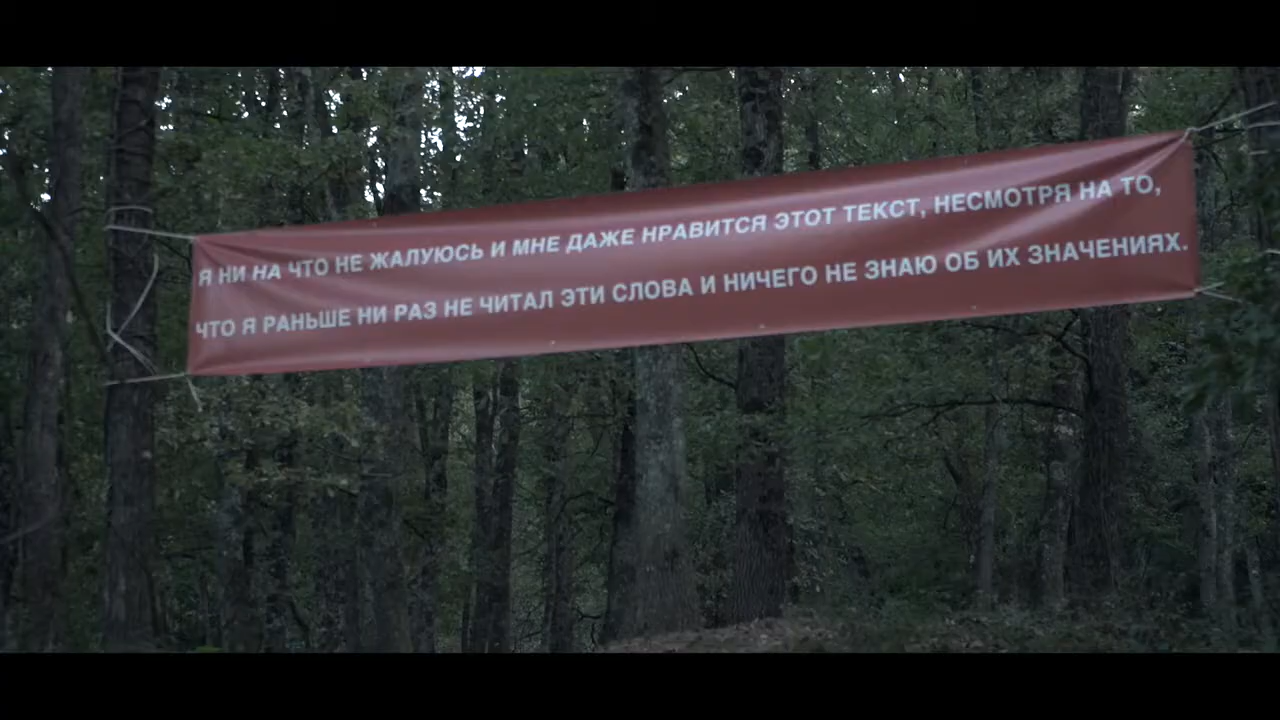 Я НИ НА ЧТО НЕ ЖАЛУЮСЬ И МНЕ ДАЖЕ НРАВИТСЯ ЭТОТ ТЕКСТ, НЕСМОТРЯ НА ТО,
ЧТО Я РАНЬШЕ НИ РАЗ НЕ ЧИТАЛ ЭТИ СЛОВА И НИЧЕГО НЕ ЗНАЮ ОБ ИХ ЗНАЧЕНИЯХ.